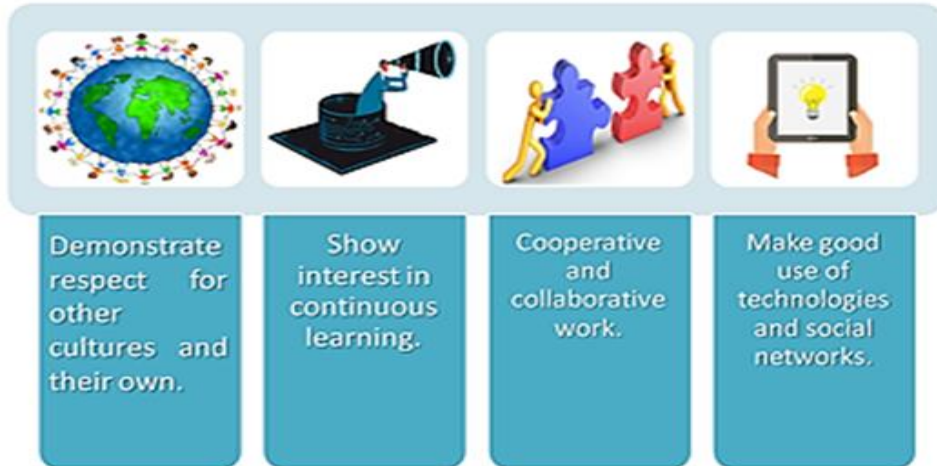 Demonstrate
respect for
other
cultures and
their own.
Show
interest in
continuous
learning.
Cooperative
and
collaborative
work.
Make good
use of
technologies
and social
networks.